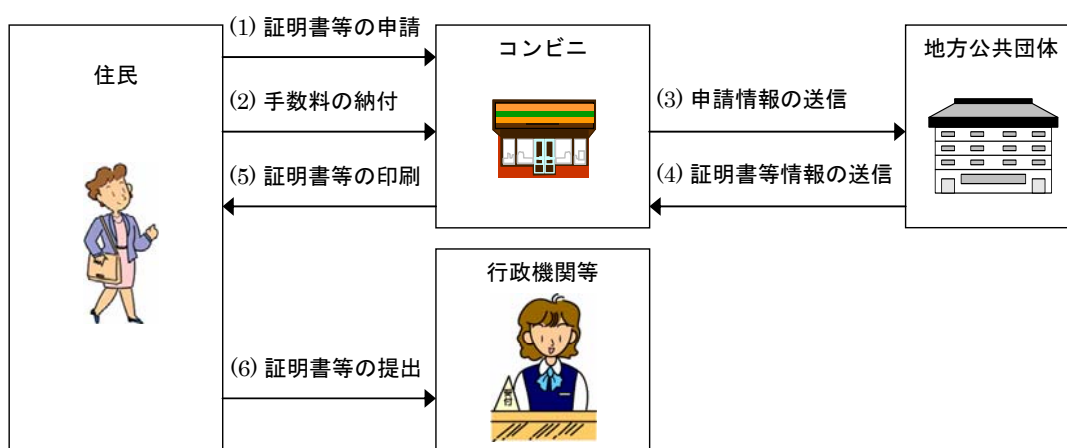 住民
(1) 証明書等の申請
(2) 手数料の納付
(5) 証明書等の印刷
コンビニ
(3) 申請情報の送信
(4) 証明書等情報の送信
地方公共団体
行政機関等
(6) 証明書等の提出
受付